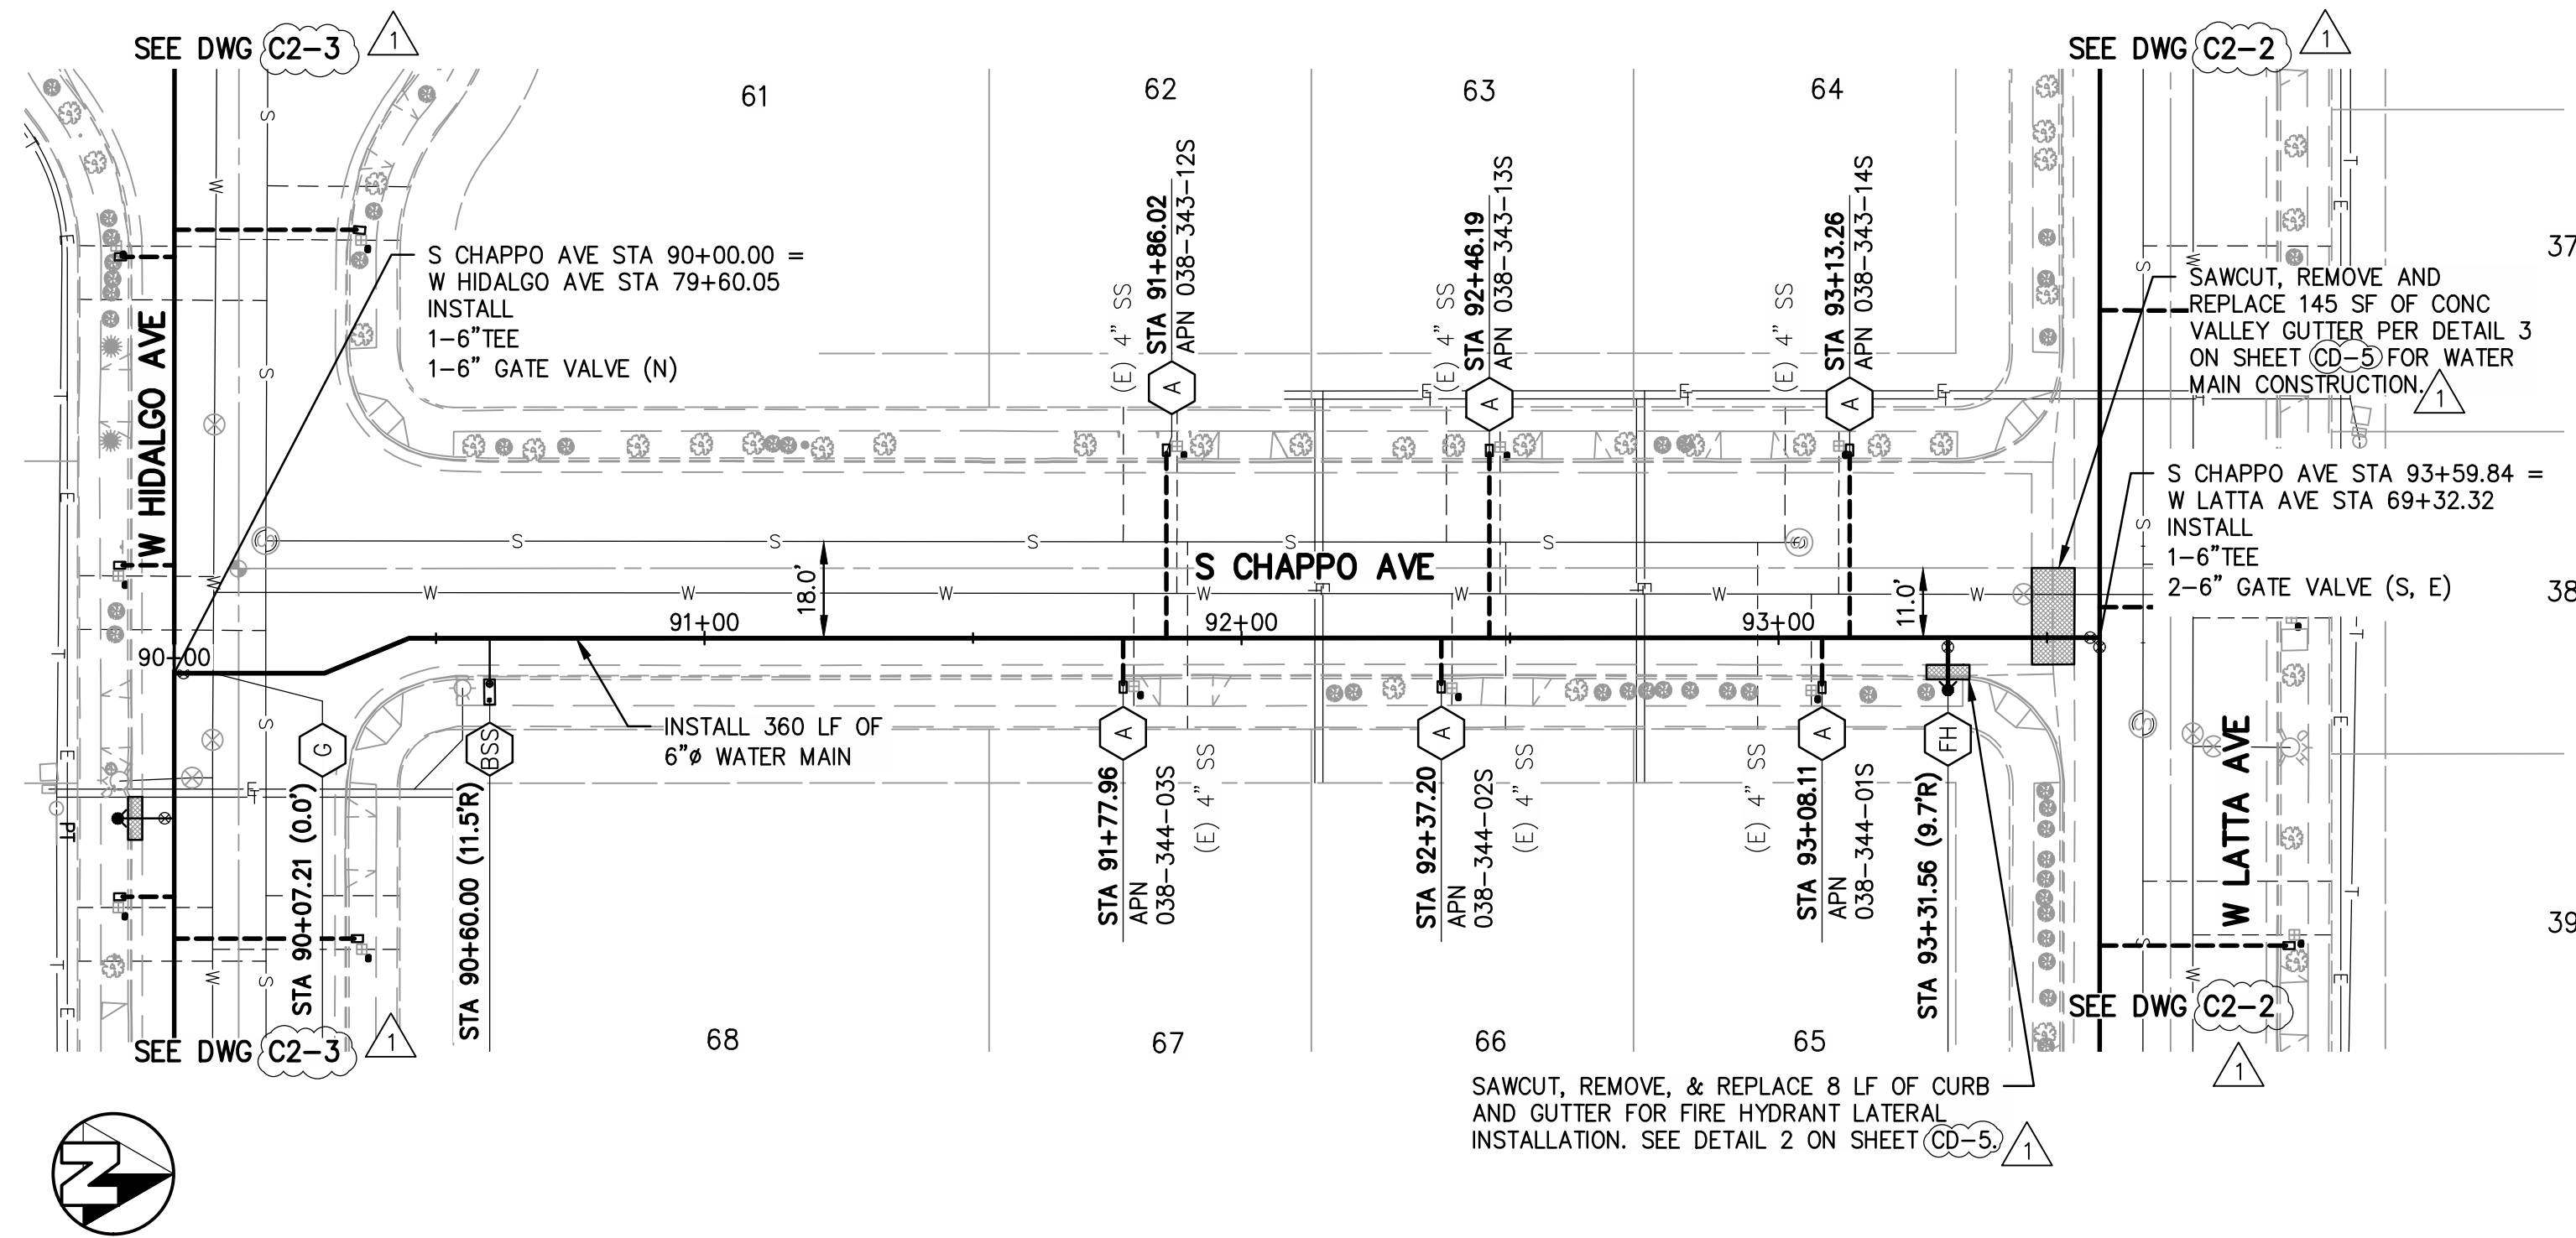 SEE DWG C2-3
1
SEE DWG C2-2
1
61
62
63
64
37
38
39
S CHAPPO AVE STA 90+00.00 =
W HIDALGO AVE STA 79+60.05
INSTALL
1-6"TEE
1-6" GATE VALVE (N)
W HIDALGO AVE
(E) 4" SS
STA 91+86.02
APN 038-343-12S
A
(E) 4" SS
STA 92+46.19
APN 038-343-13S
A
(E) 4" SS
STA 93+13.26
APN 038-343-14S
A
SAWCUT, REMOVE AND
REPLACE 145 SF OF CONC
VALLEY GUTTER PER DETAIL 3
ON SHEET CD-5 FOR WATER
MAIN CONSTRUCTION.
1
S CHAPPO AVE STA 93+59.84 =
W LATTA AVE STA 69+32.32
INSTALL
1-6"TEE
2-6" GATE VALVE (S, E)
S S S S S
S CHAPPO AVE
W W W W W W W
18.0'
11.0'
90+00
91+00
92+00
93+00
INSTALL 360 LF OF
6"ø WATER MAIN
G
STA 90+07.21 (0.0')
BSS
STA 90+60.00 (11.5'R)
A
STA 91+77.96
APN
038-344-03S
(E) 4" SS
A
STA 92+37.20
APN
038-344-02S
(E) 4" SS
(E) 4" SS
A
STA 93+08.11
APN
038-344-01S
FH
STA 93+31.56 (9.7'R)
W LATTA AVE
PT
SEE DWG C2-3
1
68
67
66
65
SEE DWG C2-2
1
SAWCUT, REMOVE, & REPLACE 8 LF OF CURB
AND GUTTER FOR FIRE HYDRANT LATERAL
INSTALLATION. SEE DETAIL 2 ON SHEET CD-5.
1
N